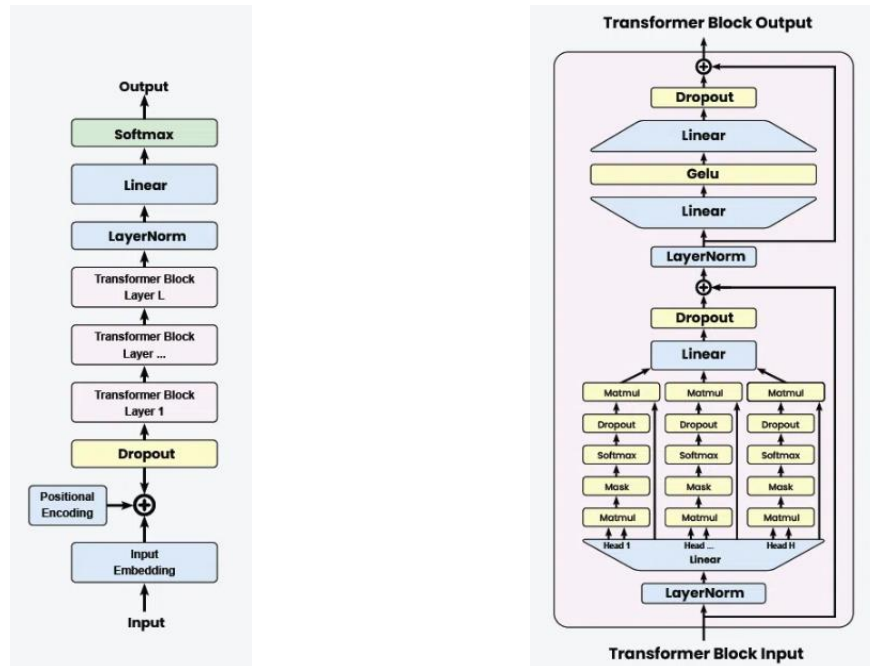 Output
Softmax
Linear
LayerNorm
Transformer Block
Layer L
Transformer Block
Layer ...
Transformer Block
Layer 1
Dropout
Positional
Encoding
Input
Embedding
Input
Transformer Block Output
Dropout
Linear
Gelu
Linear
LayerNorm
Dropout
Linear
Matmul Matmul Matmul
Dropout Dropout Dropout
Softmax Softmax Softmax
Mask Mask Mask
Matmul Matmul Matmul
Head 1 Head ... Head H
Linear
LayerNorm
Transformer Block Input